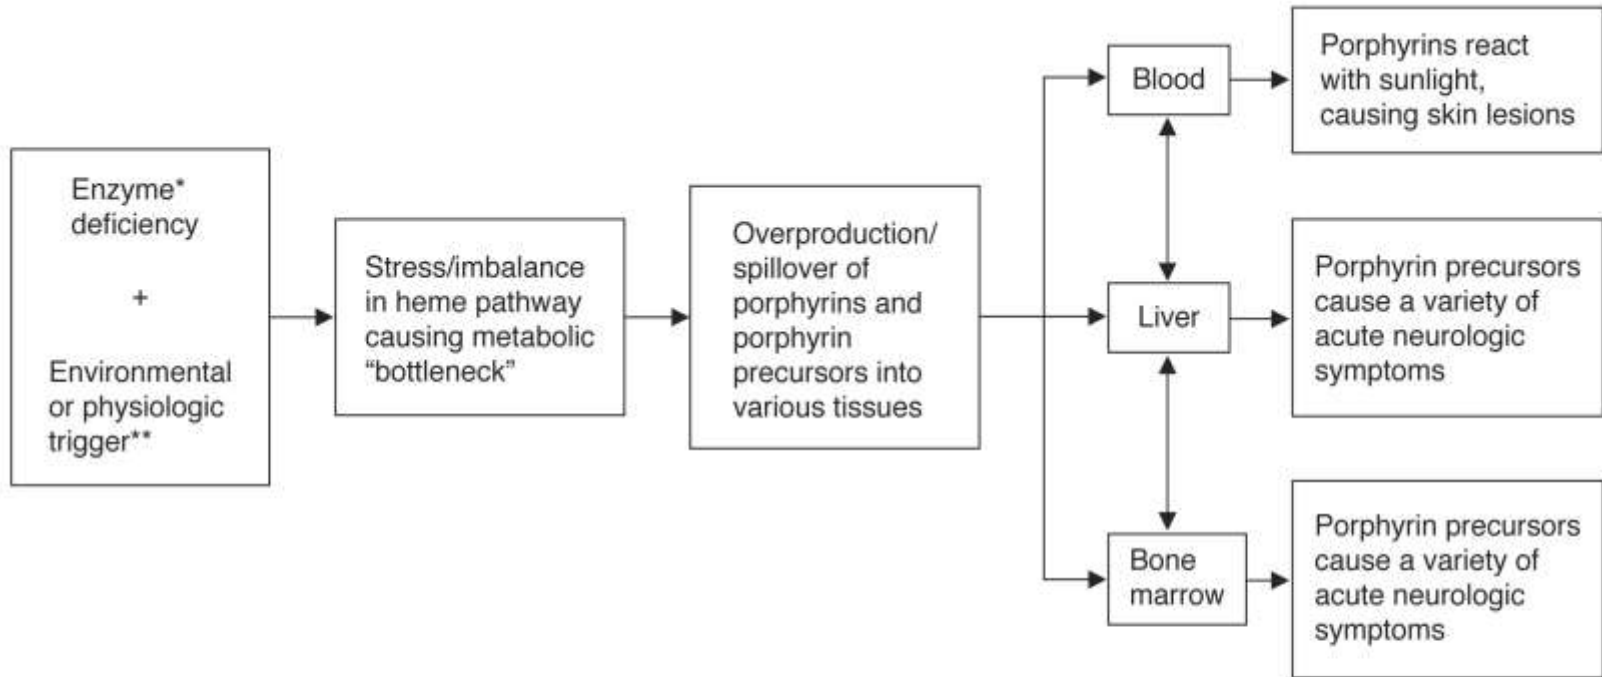 Enzyme*
deficiency
+
Environmental
or physiologic
trigger**
Stress/imbalance
in heme pathway
causing metabolic
“bottleneck”
Overproduction/
spillover of
porphyrins and
porphyrin
precursors into
various tissues
Blood
Porphyrins react
with sunlight,
causing skin lesions
Liver
Porphyrin precursors
cause a variety of
acute neurologic
symptoms
Bone
marrow
Porphyrin precursors
cause a variety of
acute neurologic
symptoms